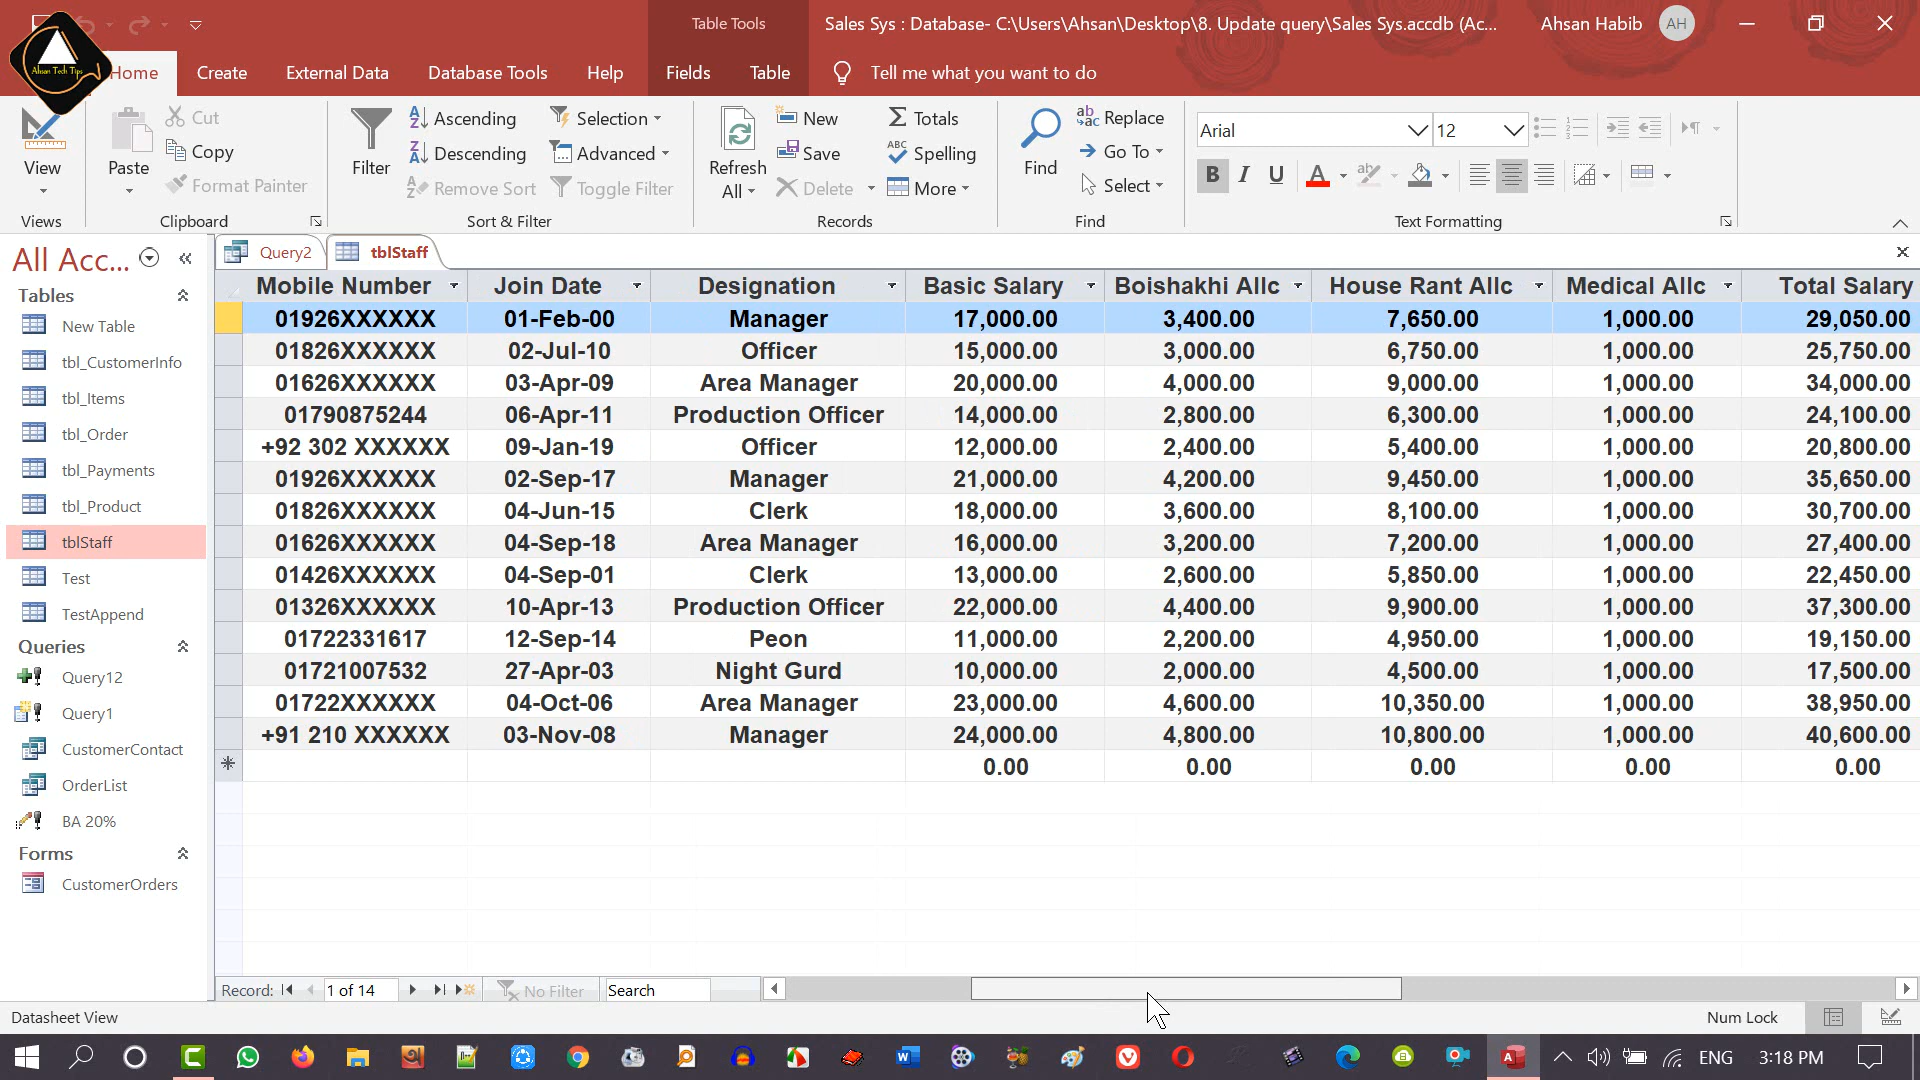 Table Tools
Sales Sys : Database- C:\Users\Ahsan\Desktop\8. Update query\Sales Sys.accdb (Ac...
Ahsan Habib AH
Ahsan Tech Tips
Home Create External Data Database Tools Help Fields Table Tell me what you want to do
View
Views
Paste
Cut
Copy
Format Painter
Clipboard
Filter
Ascending
Descending
Remove Sort
Selection
Advanced
Toggle Filter
Sort & Filter
Refresh All
New
Save
Delete
Totals
Spelling
More
Records
Find
Replace
Go To
Select
Find
Arial 12
B I U A
Text Formatting
All Acc...
Tables
New Table
tbl_CustomerInfo
tbl_Items
tbl_Order
tbl_Payments
tbl_Product
tblStaff
Test
TestAppend
Queries
Query12
Query1
CustomerContact
OrderList
BA 20%
Forms
CustomerOrders
Query2 tblStaff
Mobile Number Join Date Designation Basic Salary Boishakhi Allc House Rant Allc Medical Allc Total Salary
01926XXXXXX 01-Feb-00 Manager 17,000.00 3,400.00 7,650.00 1,000.00 29,050.00
01826XXXXXX 02-Jul-10 Officer 15,000.00 3,000.00 6,750.00 1,000.00 25,750.00
01626XXXXXX 03-Apr-09 Area Manager 20,000.00 4,000.00 9,000.00 1,000.00 34,000.00
01790875244 06-Apr-11 Production Officer 14,000.00 2,800.00 6,300.00 1,000.00 24,100.00
+92 302 XXXXXX 09-Jan-19 Officer 12,000.00 2,400.00 5,400.00 1,000.00 20,800.00
01926XXXXXX 02-Sep-17 Manager 21,000.00 4,200.00 9,450.00 1,000.00 35,650.00
01826XXXXXX 04-Jun-15 Clerk 18,000.00 3,600.00 8,100.00 1,000.00 30,700.00
01626XXXXXX 04-Sep-18 Area Manager 16,000.00 3,200.00 7,200.00 1,000.00 27,400.00
01426XXXXXX 04-Sep-01 Clerk 13,000.00 2,600.00 5,850.00 1,000.00 22,450.00
01326XXXXXX 10-Apr-13 Production Officer 22,000.00 4,400.00 9,900.00 1,000.00 37,300.00
01722331617 12-Sep-14 Peon 11,000.00 2,200.00 4,950.00 1,000.00 19,150.00
01721007532 27-Apr-03 Night Gurd 10,000.00 2,000.00 4,500.00 1,000.00 17,500.00
01722XXXXXX 04-Oct-06 Area Manager 23,000.00 4,600.00 10,350.00 1,000.00 38,950.00
+91 210 XXXXXX 03-Nov-08 Manager 24,000.00 4,800.00 10,800.00 1,000.00 40,600.00
0.00 0.00 0.00 0.00 0.00
Record: 1 of 14 No Filter Search
Datasheet View Num Lock
ENG 3:18 PM